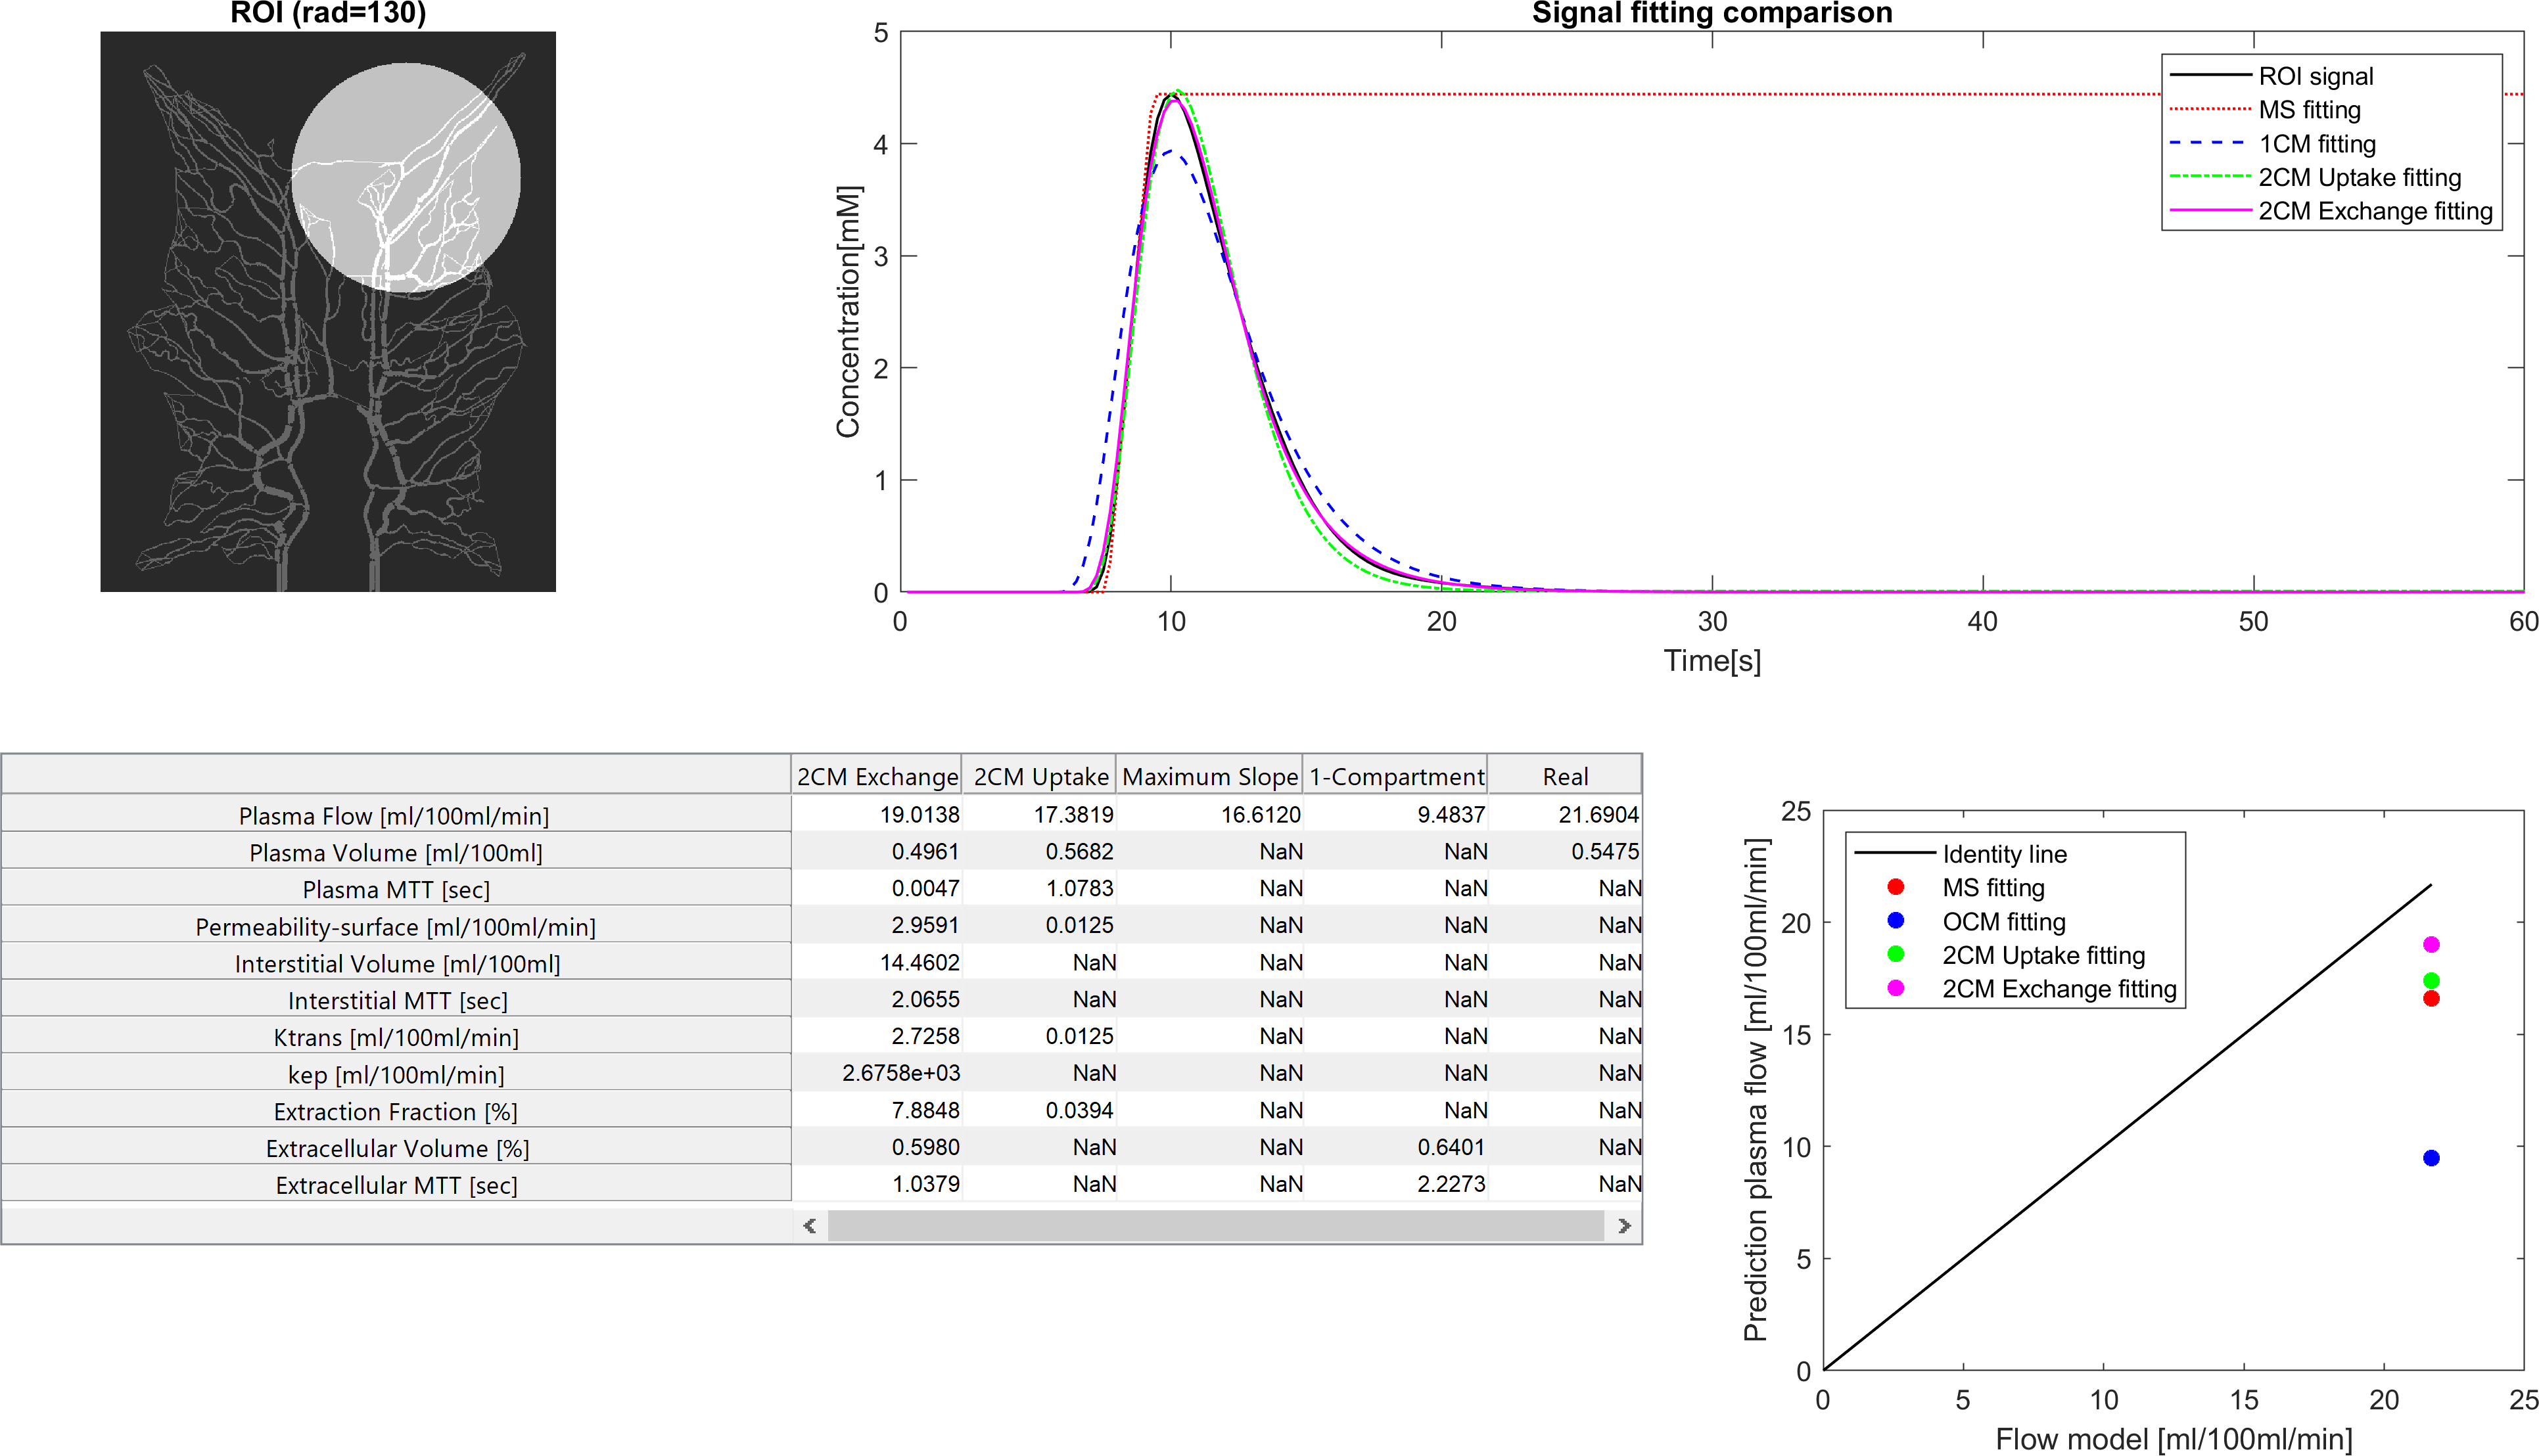 ROI (rad=130)
Signal fitting comparison
5
4
3
2
1
0
Concentration[mM]
0 10 20 30 40 50 60
Time[s]
ROI signal
MS fitting
1CM fitting
2CM Uptake fitting
2CM Exchange fitting
2CM Exchange 2CM Uptake Maximum Slope 1-Compartment Real
Plasma Flow [ml/100ml/min] 19.0138 17.3819 16.6120 9.4837 21.6904
Plasma Volume [ml/100ml] 0.4961 0.5682 NaN NaN 0.5475
Plasma MTT [sec] 0.0047 1.0783 NaN NaN NaN
Permeability-surface [ml/100ml/min] 2.9591 0.0125 NaN NaN NaN
Interstitial Volume [ml/100ml] 14.4602 NaN NaN NaN NaN
Interstitial MTT [sec] 2.0655 NaN NaN NaN NaN
Ktrans [ml/100ml/min] 2.7258 0.0125 NaN NaN NaN
kep [ml/100ml/min] 2.6758e+03 NaN NaN NaN NaN
Extraction Fraction [%] 7.8848 0.0394 NaN NaN NaN
Extracellular Volume [%] 0.5980 NaN NaN 0.6401 NaN
Extracellular MTT [sec] 1.0379 NaN NaN 2.2273 NaN
25
20
15
10
5
0
Prediction plasma flow [ml/100ml/min]
Identity line
MS fitting
OCM fitting
2CM Uptake fitting
2CM Exchange fitting
0 5 10 15 20 25
Flow model [ml/100ml/min]